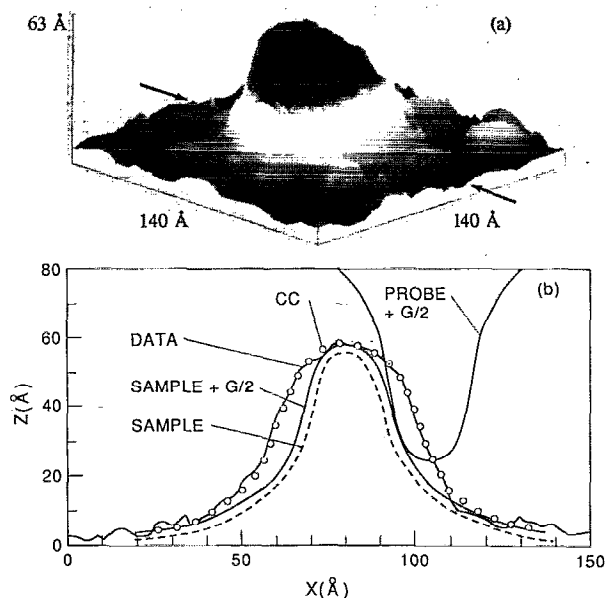 63 Å
(a)
140 Å
140 Å
80
60
40
20
0
Z(Å)
(b)
CC
PROBE
+ G/2
DATA
SAMPLE + G/2
SAMPLE
0
50
100
150
X(Å)